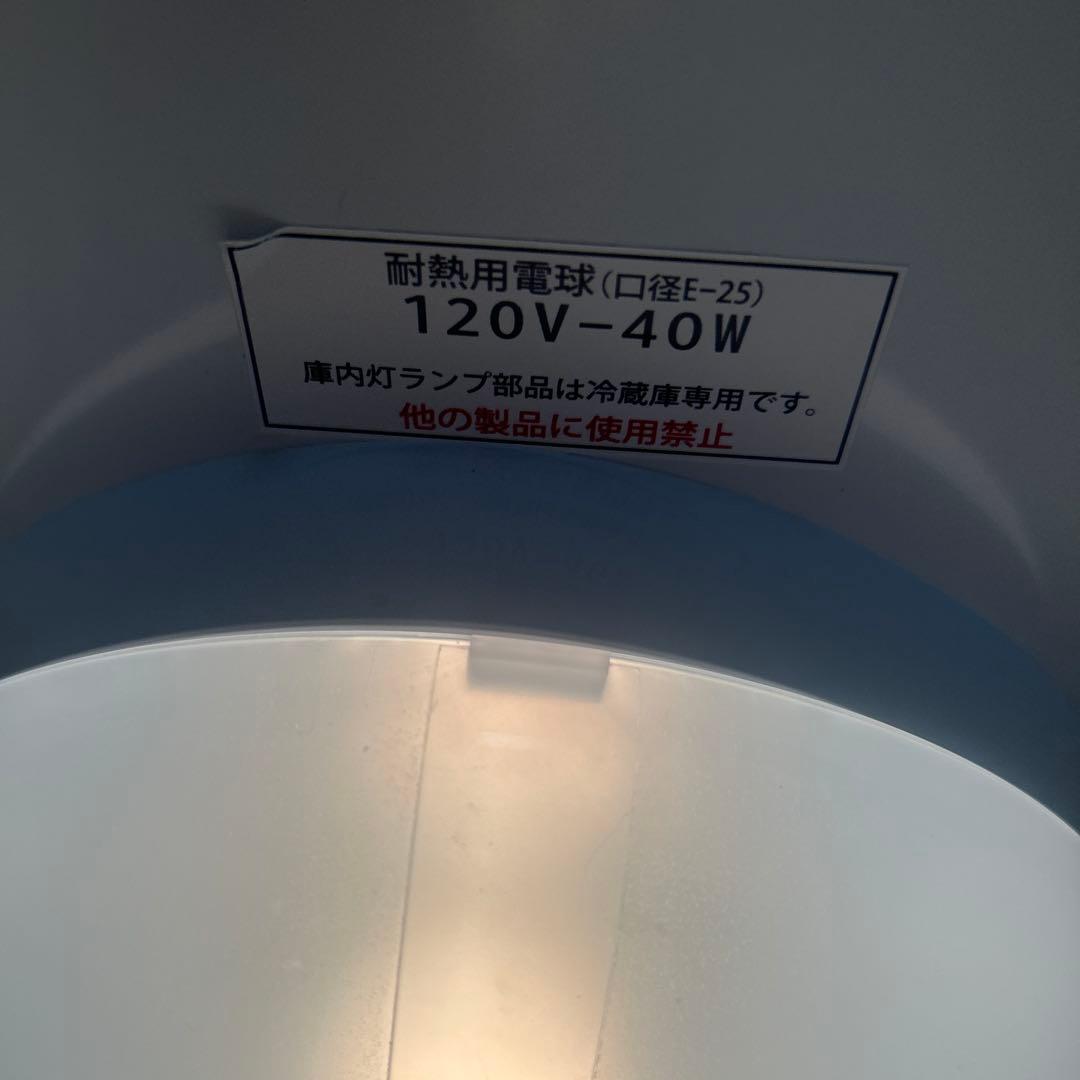 耐熱用電球(口径E-25)
120V-40W
庫内灯ランプ部品は冷蔵庫専用です。
他の製品に使用禁止